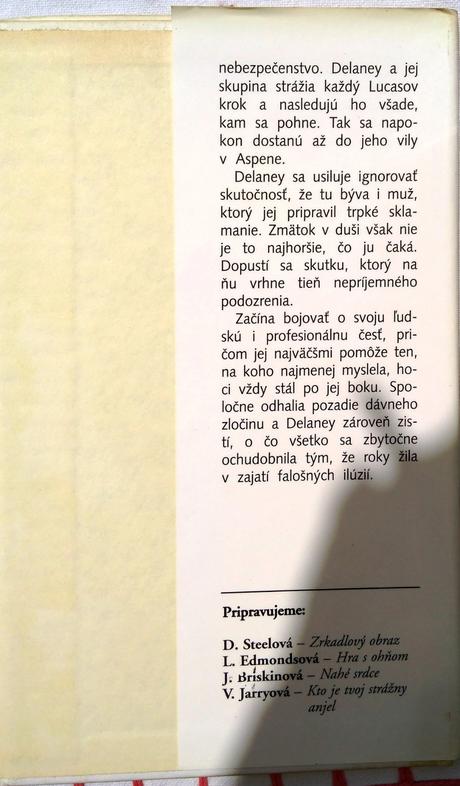 nebezpečenstvo. Delaney a jej
skupina strážia každý Lucasov
krok a nasledujú ho všade,
kam sa pohne. Tak sa napo-
kon dostanú až do jeho vily
v Aspene.
Delaney sa usiluje ignorovať
skutočnosť, že tu býva i muž,
ktorý jej pripravil trpké skla-
manie. Zmätok v duši však nie
je to najhoršie, čo ju čaká.
Dopustí sa skutku, ktorý na
ňu vrhne tieň nepríjemného
podozrenia.
Začína bojovať o svoju ľud-
skú i profesionálnu česť, pri-
čom jej najväčšmi pomôže ten,
na koho najmenej myslela, ho-
ci vždy stál po jej boku. Spo-
ločne odhalia pozadie dávneho
zločinu a Delaney zároveň zis-
tí, o čo všetko sa zbytočne
ochudobnila tým, že roky žila
v zajatí falošných ilúzií.
Pripravujeme:
D. Steelová – Zrkadlový obraz
L. Edmondsová – Hra s ohňom
J. Briskinová – Nahé srdce
V. Jarryová – Kto je tvoj strážny
anjel